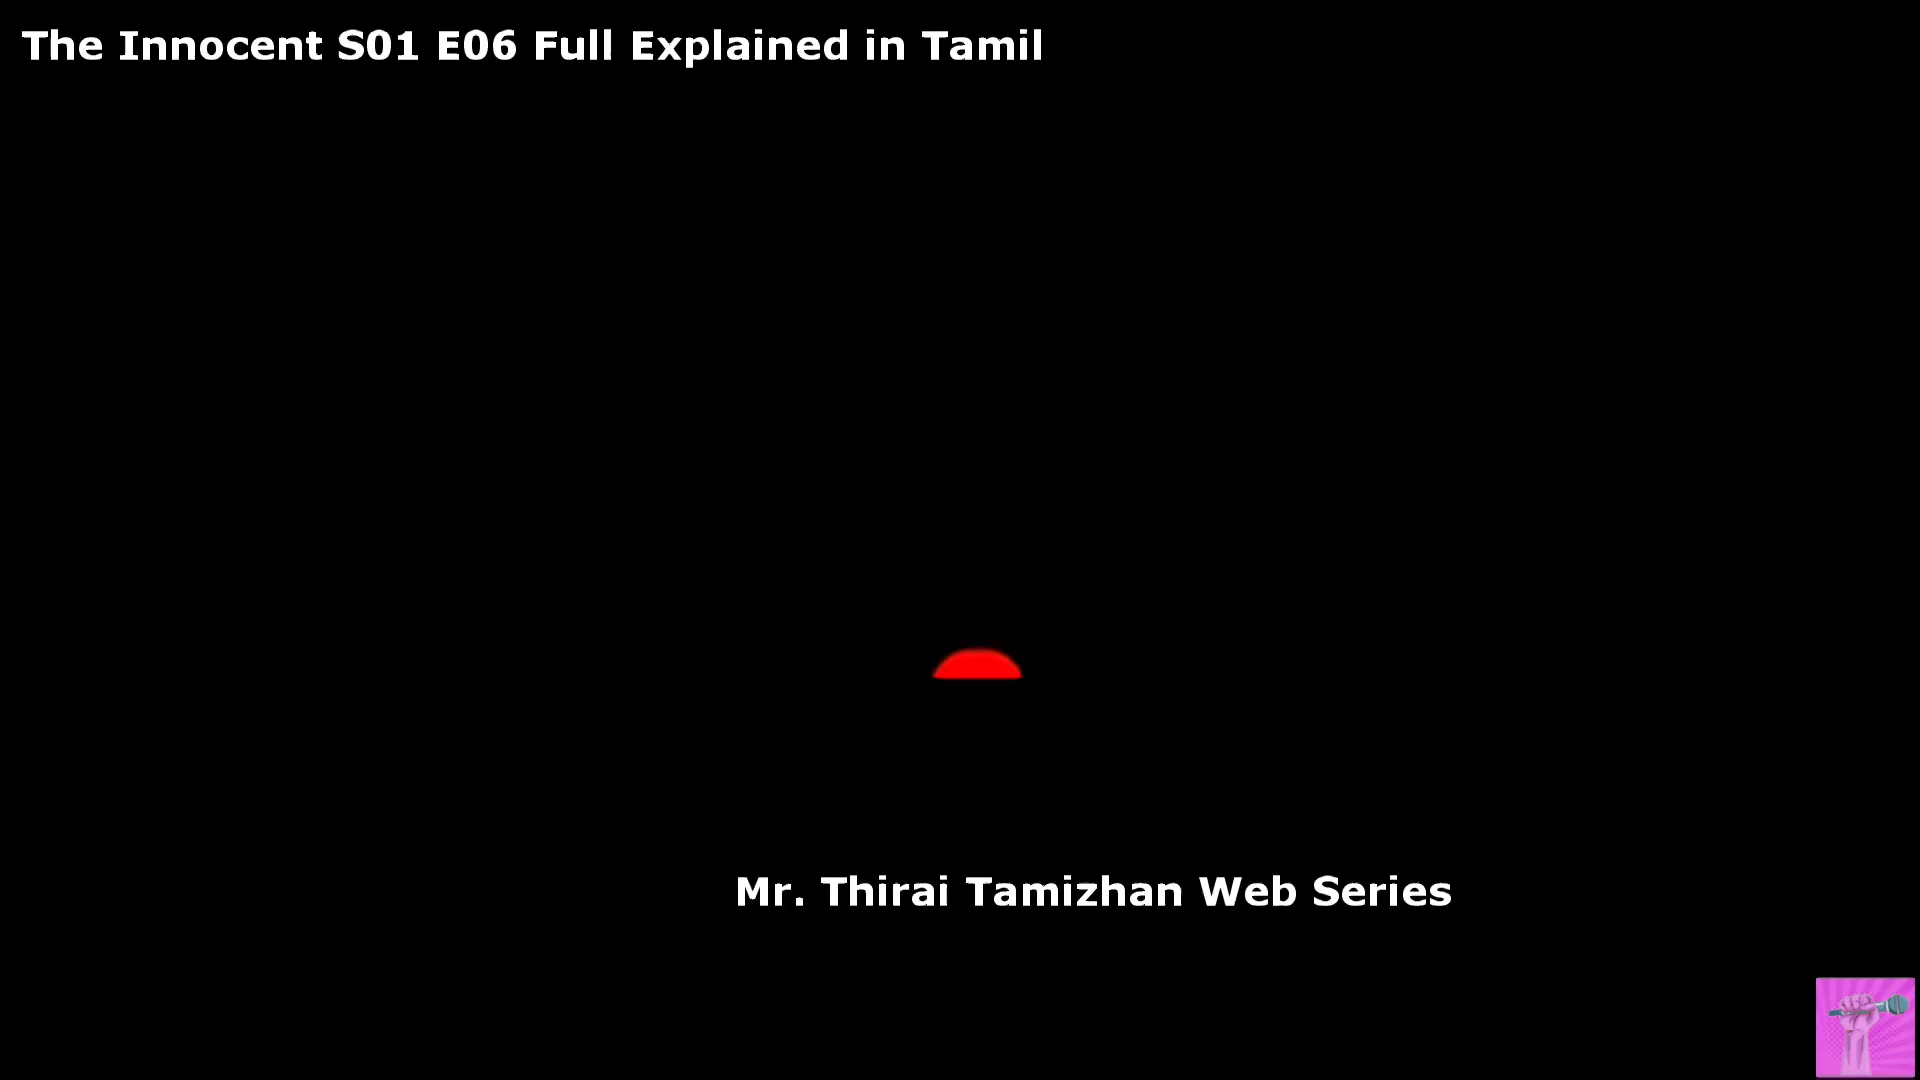 The Innocent S01 E06 Full Explained in Tamil
Mr. Thirai Tamizhan Web Series